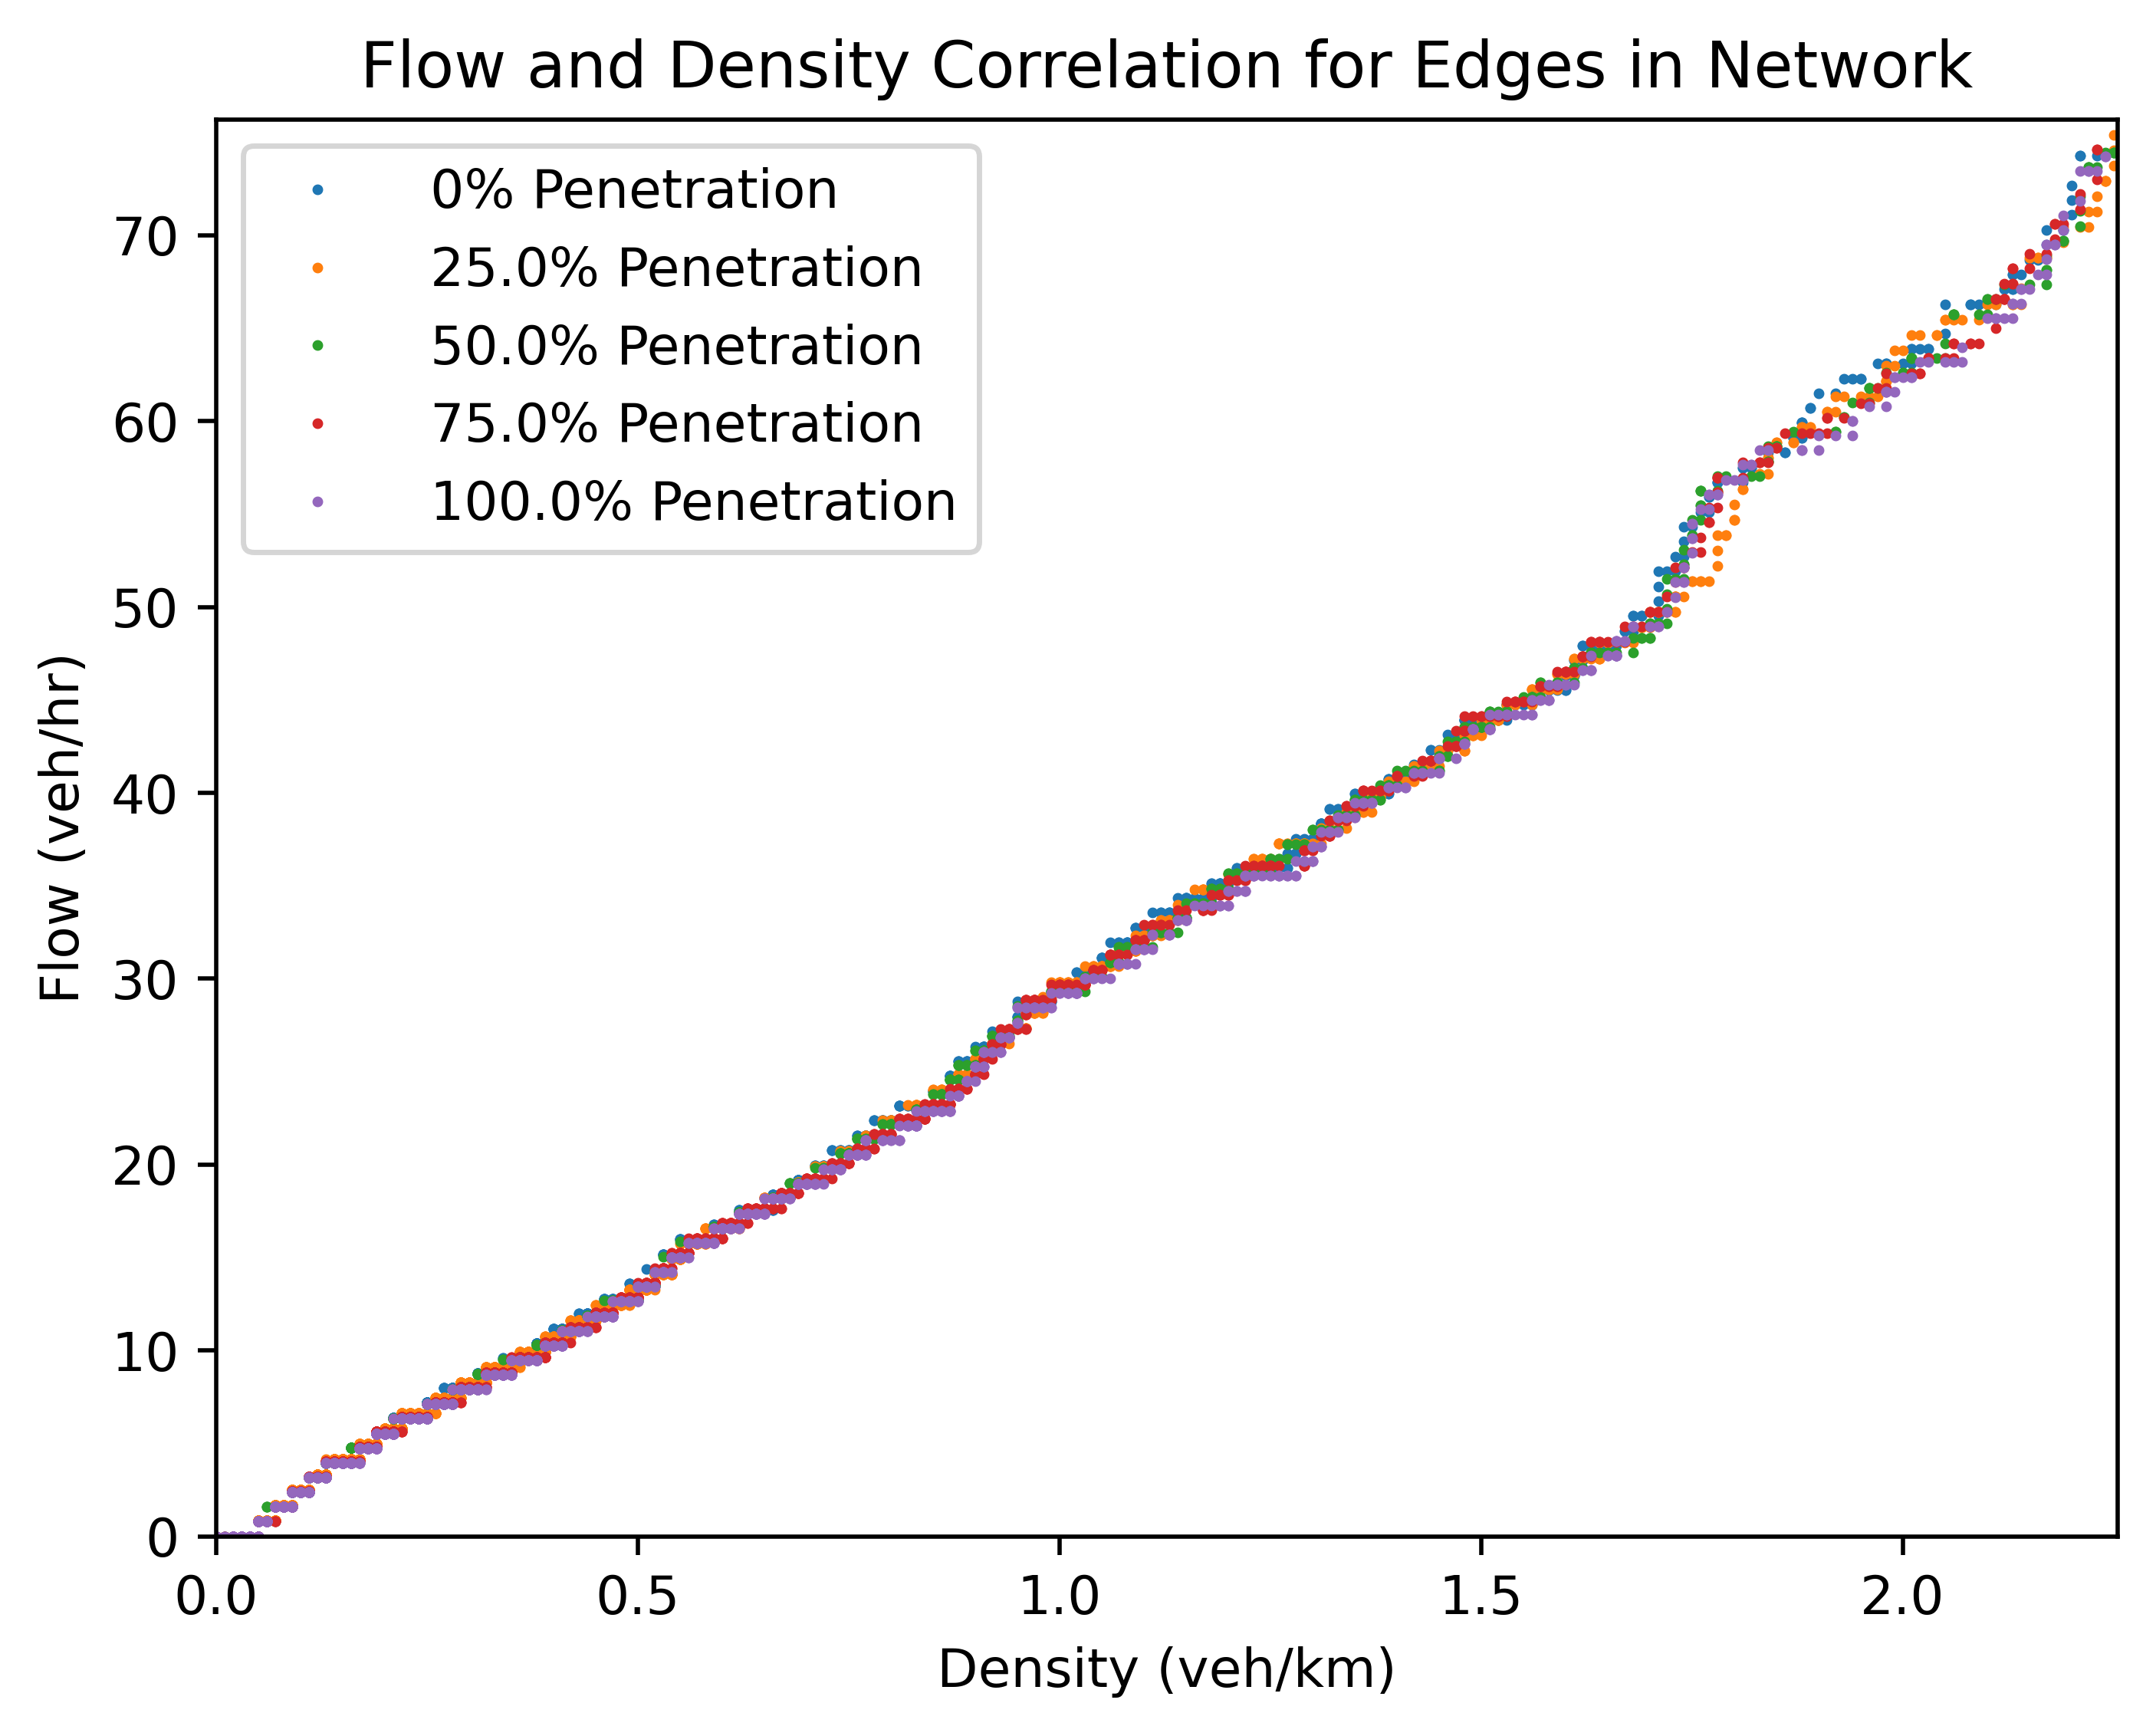 Flow and Density Correlation for Edges in Network
0% Penetration
25.0% Penetration
50.0% Penetration
75.0% Penetration
100.0% Penetration
70
60
50
40
30
20
10
0
Flow (veh/hr)
0.0 0.5 1.0 1.5 2.0
Density (veh/km)